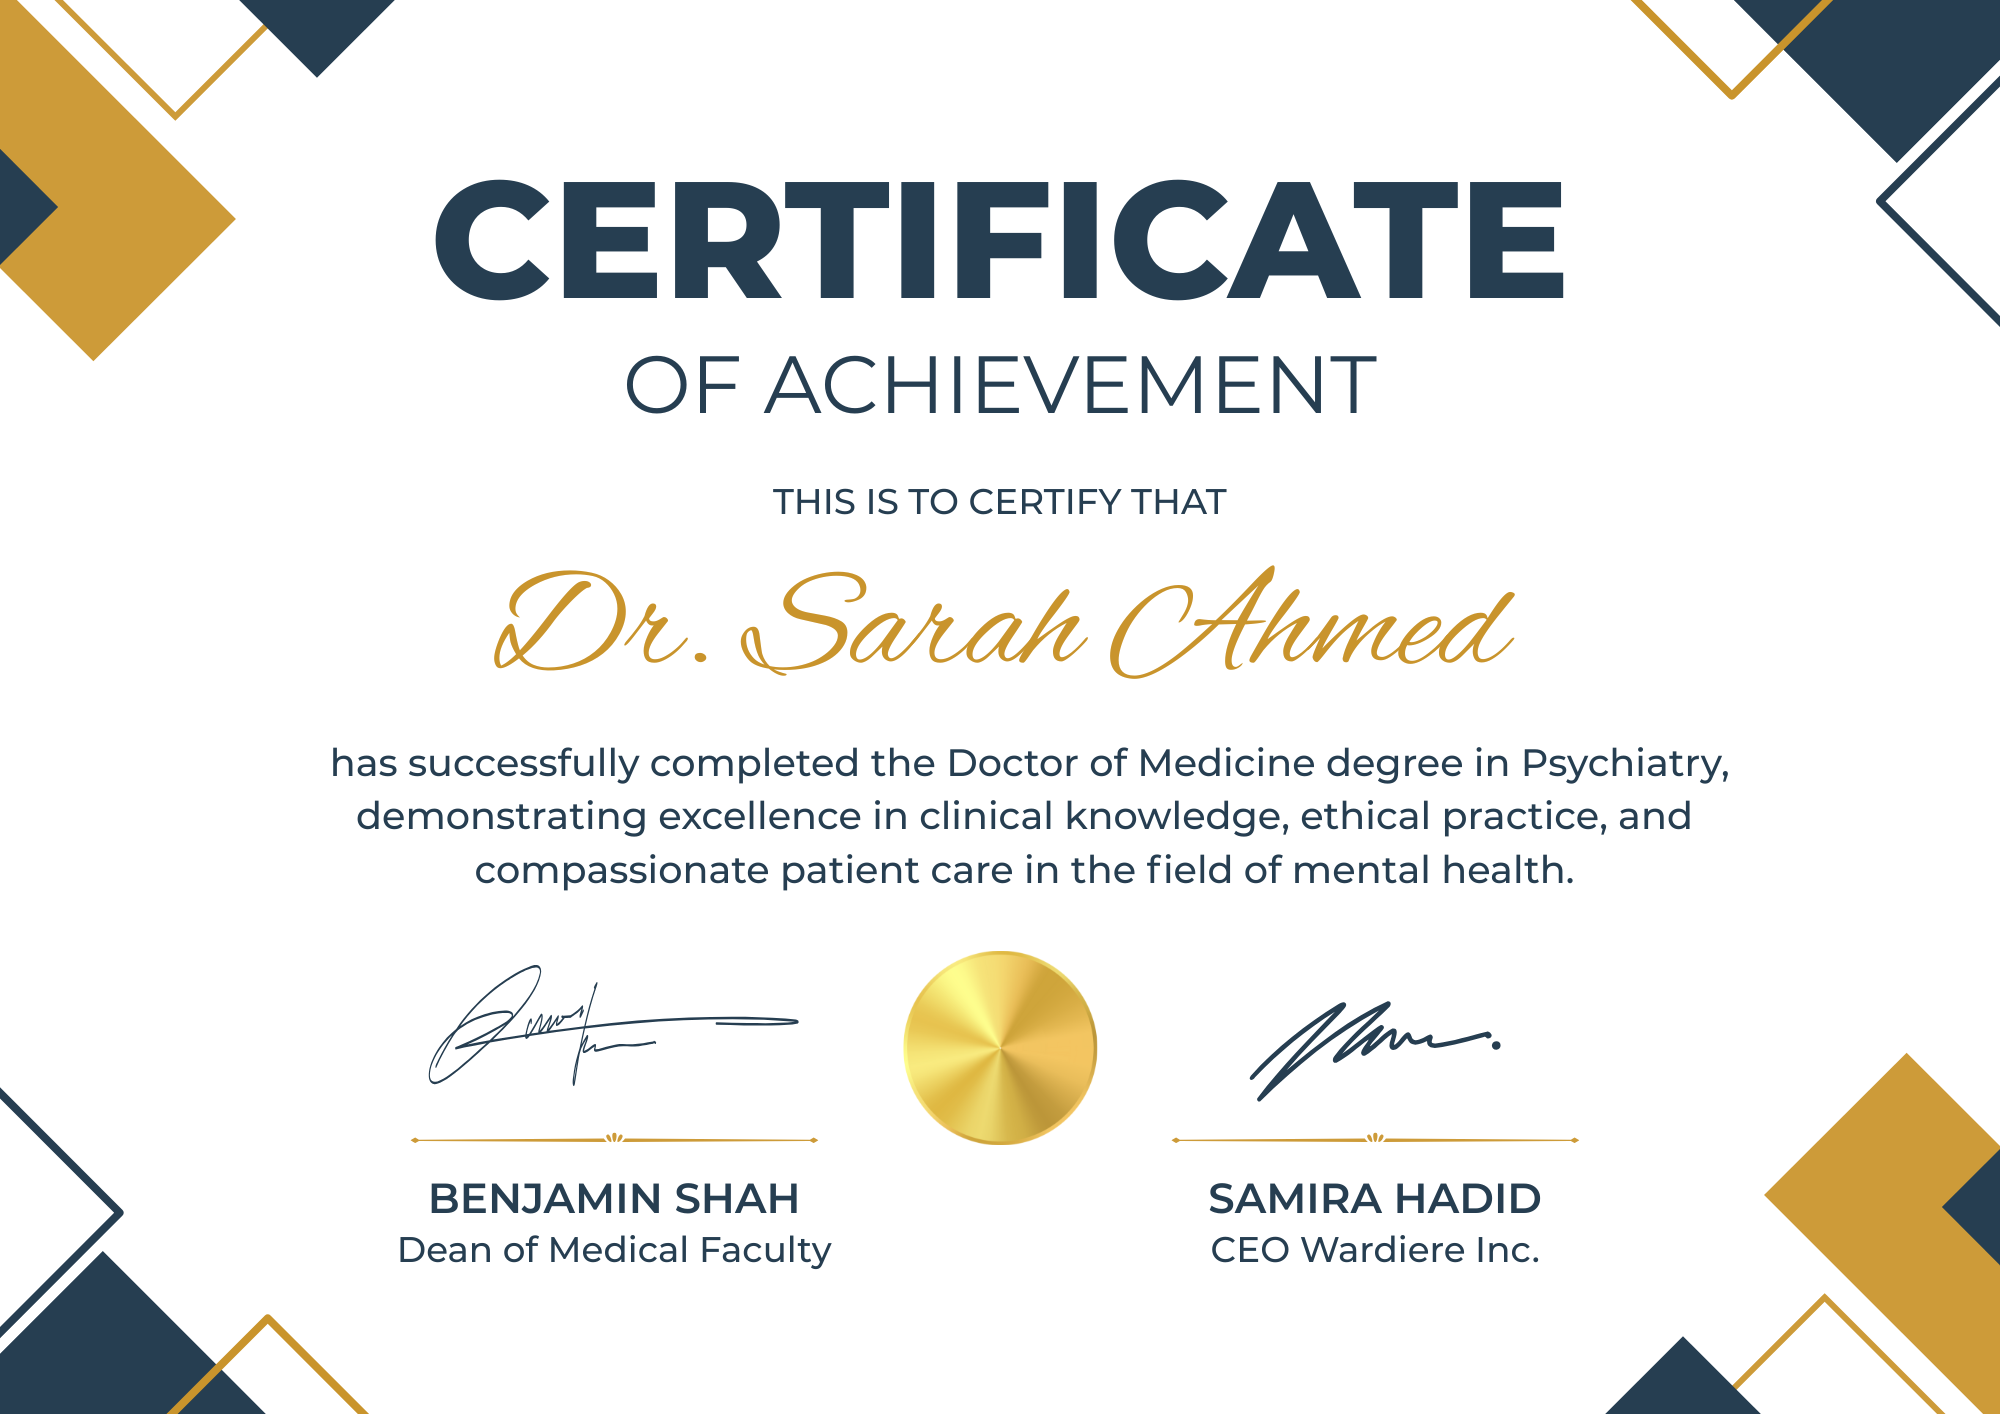 CERTIFICATE
OF ACHIEVEMENT
THIS IS TO CERTIFY THAT
Dr. Sarah Ahmed
has successfully completed the Doctor of Medicine degree in Psychiatry,
demonstrating excellence in clinical knowledge, ethical practice, and
compassionate patient care in the field of mental health.
BENJAMIN SHAH
Dean of Medical Faculty
SAMIRA HADID
CEO Wardiere Inc.